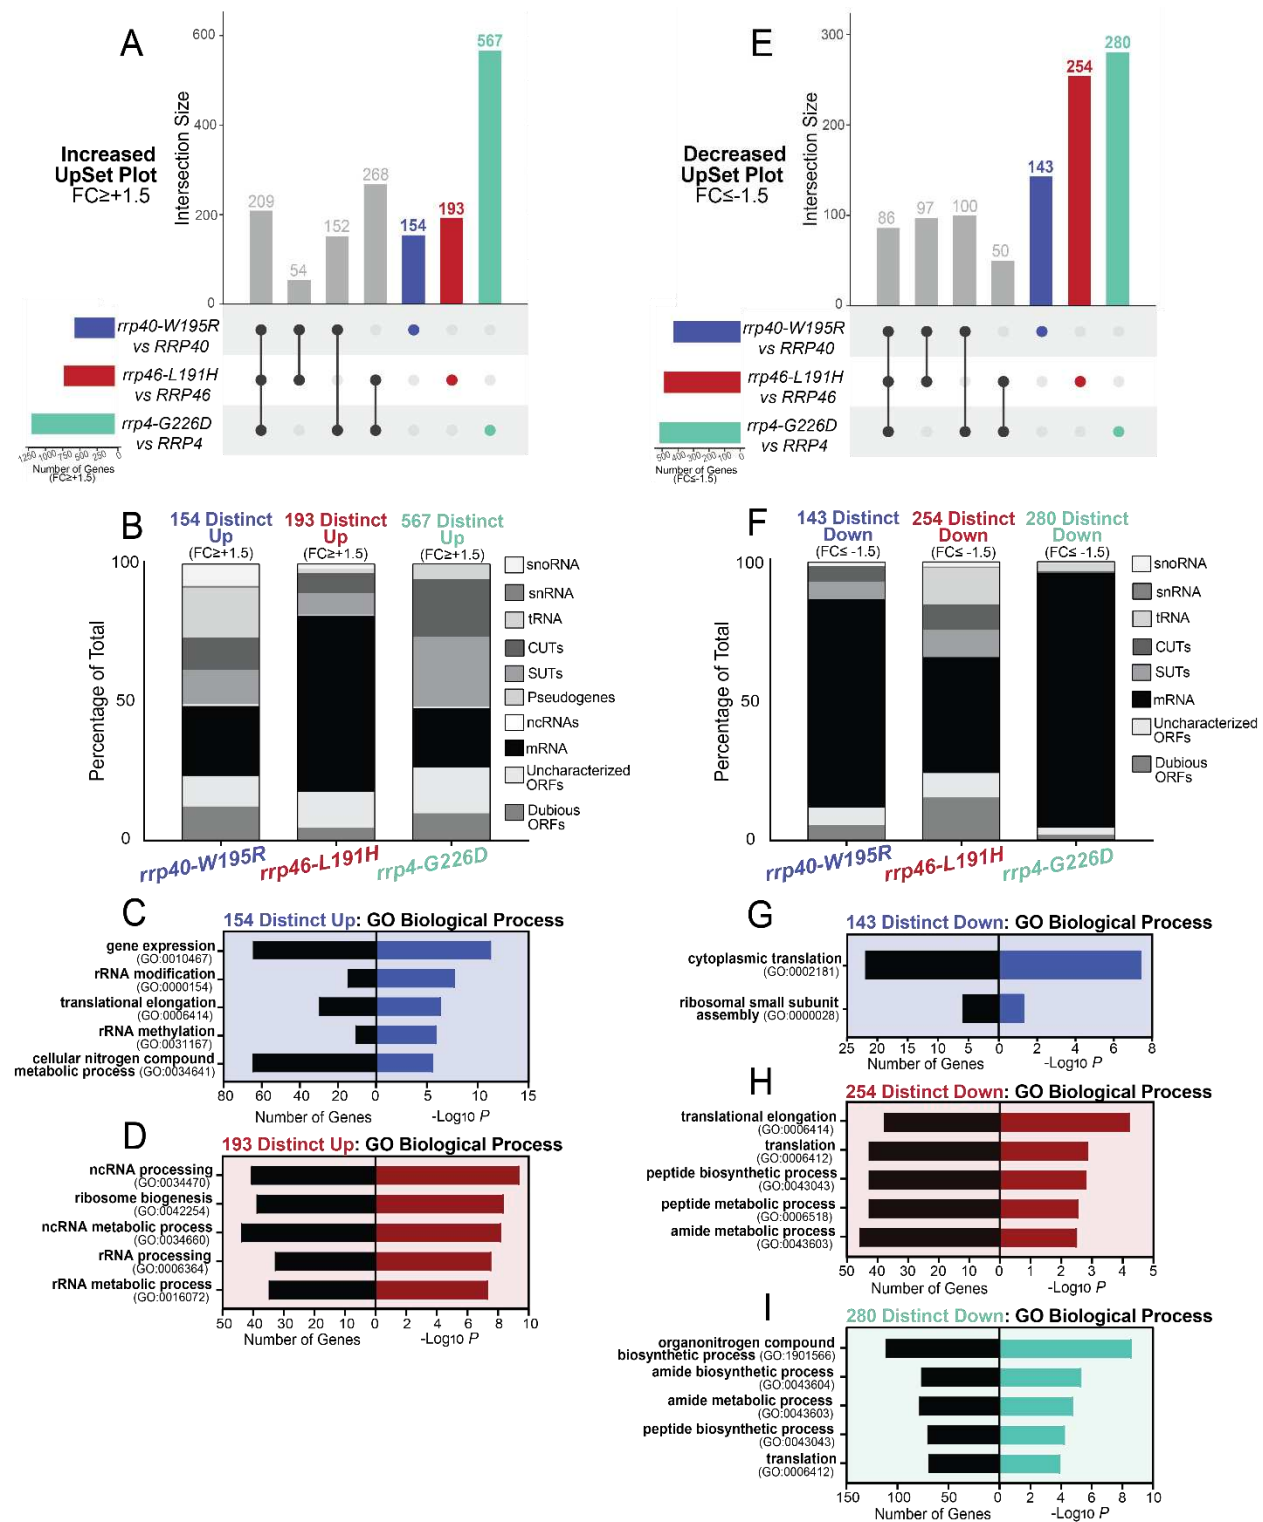 A
Increased
UpSet Plot
FC≥+1.5
Intersection Size
600
400
200
0
209
54
152
268
154
193
567
rrp40-W195R
vs RRP40
rrp46-L191H
vs RRP46
rrp4-G226D
vs RRP4
1250 1000 750 500 250 0
Number of Genes
(FC≥+1.5)
E
Decreased
UpSet Plot
FC≤-1.5
Intersection Size
300
200
100
0
86
97
100
50
143
254
280
rrp40-W195R
vs RRP40
rrp46-L191H
vs RRP46
rrp4-G226D
vs RRP4
500 400 300 200 100 0
Number of Genes
(FC≤-1.5)
B
154 Distinct
Up
(FC≥+1.5)
193 Distinct
Up
(FC≥+1.5)
567 Distinct
Up
(FC≥+1.5)
Percentage of Total
100
50
0
snoRNA
snRNA
tRNA
CUTs
SUTs
Pseudogenes
ncRNAs
mRNA
Uncharacterized
ORFs
Dubious
ORFs
rrp40-W195R
rrp46-L191H
rrp4-G226D
F
143 Distinct
Down
(FC≤ -1.5)
254 Distinct
Down
(FC≤ -1.5)
280 Distinct
Down
(FC≤ -1.5)
Percentage of Total
100
50
0
snoRNA
snRNA
tRNA
CUTs
SUTs
mRNA
Uncharacterized
ORFs
Dubious
ORFs
rrp40-W195R
rrp46-L191H
rrp4-G226D
C
154 Distinct Up: GO Biological Process
gene expression
(GO:0010467)
rRNA modification
(GO:0000154)
translational elongation
(GO:0006414)
rRNA methylation
(GO:0031167)
cellular nitrogen compound
metabolic process (GO:0034641)
80 60 40 20 0 5 10 15
Number of Genes -Log10 P
D
193 Distinct Up: GO Biological Process
ncRNA processing
(GO:0034470)
ribosome biogenesis
(GO:0042254)
ncRNA metabolic process
(GO:0034660)
rRNA processing
(GO:0006364)
rRNA metabolic process
(GO:0016072)
50 40 30 20 10 0 2 4 6 8 10
Number of Genes -Log10 P
G
143 Distinct Down: GO Biological Process
cytoplasmic translation
(GO:0002181)
ribosomal small subunit
assembly (GO:0000028)
25 20 15 10 5 0 2 4 6 8
Number of Genes -Log10 P
H
254 Distinct Down: GO Biological Process
translational elongation
(GO:0006414)
translation
(GO:0006412)
peptide biosynthetic process
(GO:0043043)
peptide metabolic process
(GO:0006518)
amide metabolic process
(GO:0043603)
50 40 30 20 10 0 1 2 3 4 5
Number of Genes -Log10 P
I
280 Distinct Down: GO Biological Process
organonitrogen compound
biosynthetic process (GO:1901566)
amide biosynthetic process
(GO:0043604)
amide metabolic process
(GO:0043603)
peptide biosynthetic process
(GO:0043043)
translation
(GO:0006412)
150 100 50 0 2 4 6 8 10
Number of Genes -Log10 P